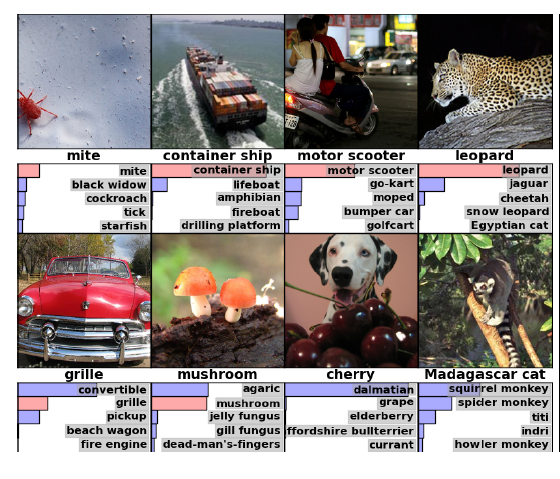 mite container ship motor scooter leopard
mite container ship motor scooter leopard
black widow lifeboat go-kart jaguar
cockroach amphibian moped cheetah
tick fireboat bumper car snow leopard
starfish drilling platform golfcart Egyptian cat
grille mushroom cherry Madagascar cat
convertible agaric dalmatian squirrel monkey
grille mushroom grape spider monkey
pickup jelly fungus elderberry titi
beach wagon gill fungus ffordshire bullterrier indri
fire engine dead-man's-fingers currant howler monkey